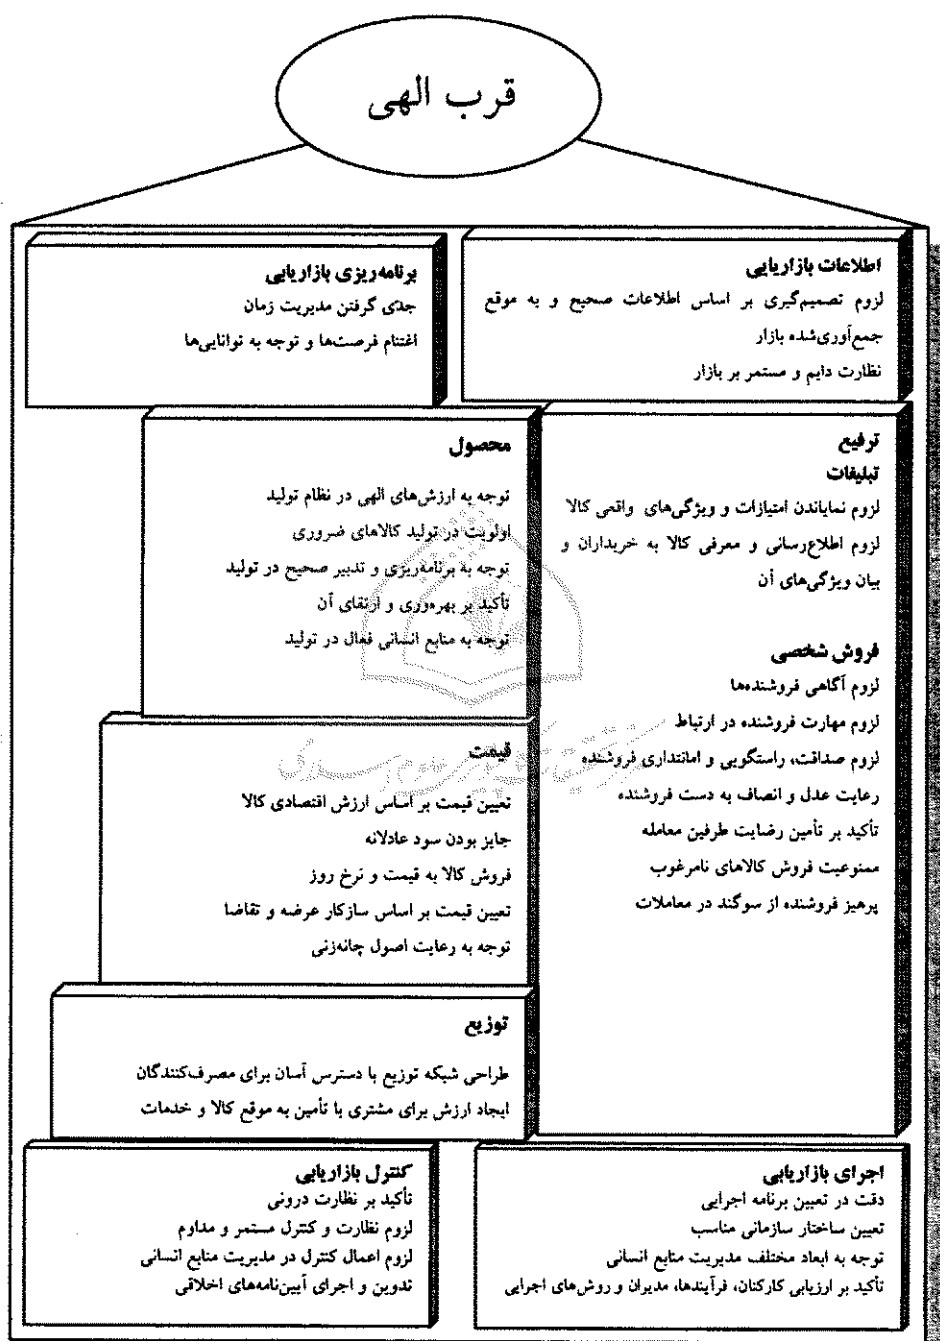 قرب الهی
اطلاعات بازاریابی
لزوم تصمیم‌گیری بر اساس اطلاعات صحیح و به موقع
جمع‌آوری‌شده بازار
نظارت دایم و مستمر بر بازار
برنامه‌ریزی بازاریابی
جدی گرفتن مدیریت زمان
اغتنام فرصت‌ها و توجه به توانایی‌ها
ترفیع
تبلیغات
لزوم نمایاندن امتیازات و ویژگی‌های واقعی کالا
لزوم اطلاع‌رسانی و معرفی کالا به خریداران و
بیان ویژگی‌های آن
فروش شخصی
لزوم آگاهی فروشنده‌ها
لزوم مهارت فروشنده در ارتباط
لزوم صداقت، راستگویی و امانتداری فروشنده
رعایت عدل و انصاف به دست فروشنده
تأکید بر تأمین رضایت طرفین معامله
ممنوعیت فروش کالاهای نامرغوب
پرهیز فروشنده از سوگند در معاملات
محصول
توجه به ارزش‌های الهی در نظام تولید
اولویت در تولید کالاهای ضروری
توجه به برنامه‌ریزی و تدبیر صحیح در تولید
تأکید بر بهره‌وری و ارتقای آن
توجه به منابع انسانی فعال در تولید
قیمت
تعیین قیمت بر اساس ارزش اقتصادی کالا
جایز بودن سود عادلانه
فروش کالا به قیمت و نرخ روز
تعیین قیمت بر اساس سازکار عرضه و تقاضا
توجه به رعایت اصول چانه‌زنی
توزیع
طراحی شبکه توزیع با دسترس آسان برای مصرف‌کنندگان
ایجاد ارزش برای مشتری با تأمین به موقع کالا و خدمات
اجرای بازاریابی
دقت در تعیین برنامه اجرایی
تعیین ساختار سازمانی مناسب
توجه به ابعاد مختلف مدیریت منابع انسانی
تأکید بر ارزیابی کارکنان، فرآیندها، مدیران و روش‌های اجرایی
کنترل بازاریابی
تأکید بر نظارت درونی
لزوم نظارت و کنترل مستمر و مداوم
لزوم اعمال کنترل در مدیریت منابع انسانی
تدوین و اجرای آیین‌نامه‌های اخلاقی